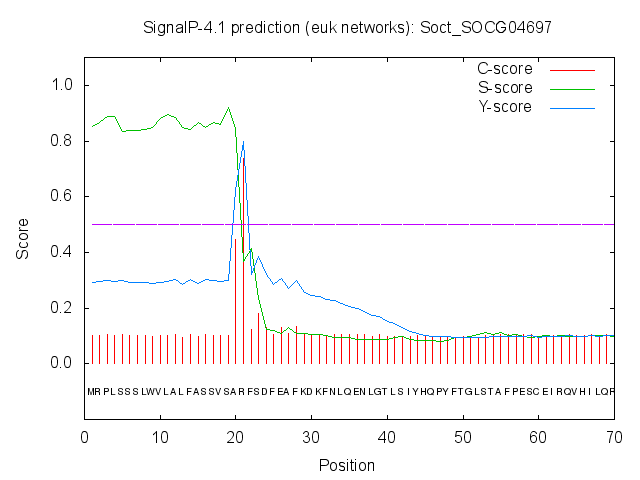 SignalP-4.1 prediction (euk networks): Soct_SOCG04697
C-score
S-score
Y-score
1.0
0.8
0.6
0.4
0.2
0.0
Score
MRPLSSSLWVLALFASSVSARFSDFEAFKDKFNLQENLGTLSIYHQPYFTGLSTAFPESCEIRQVHILQF
0 10 20 30 40 50 60 70
Position